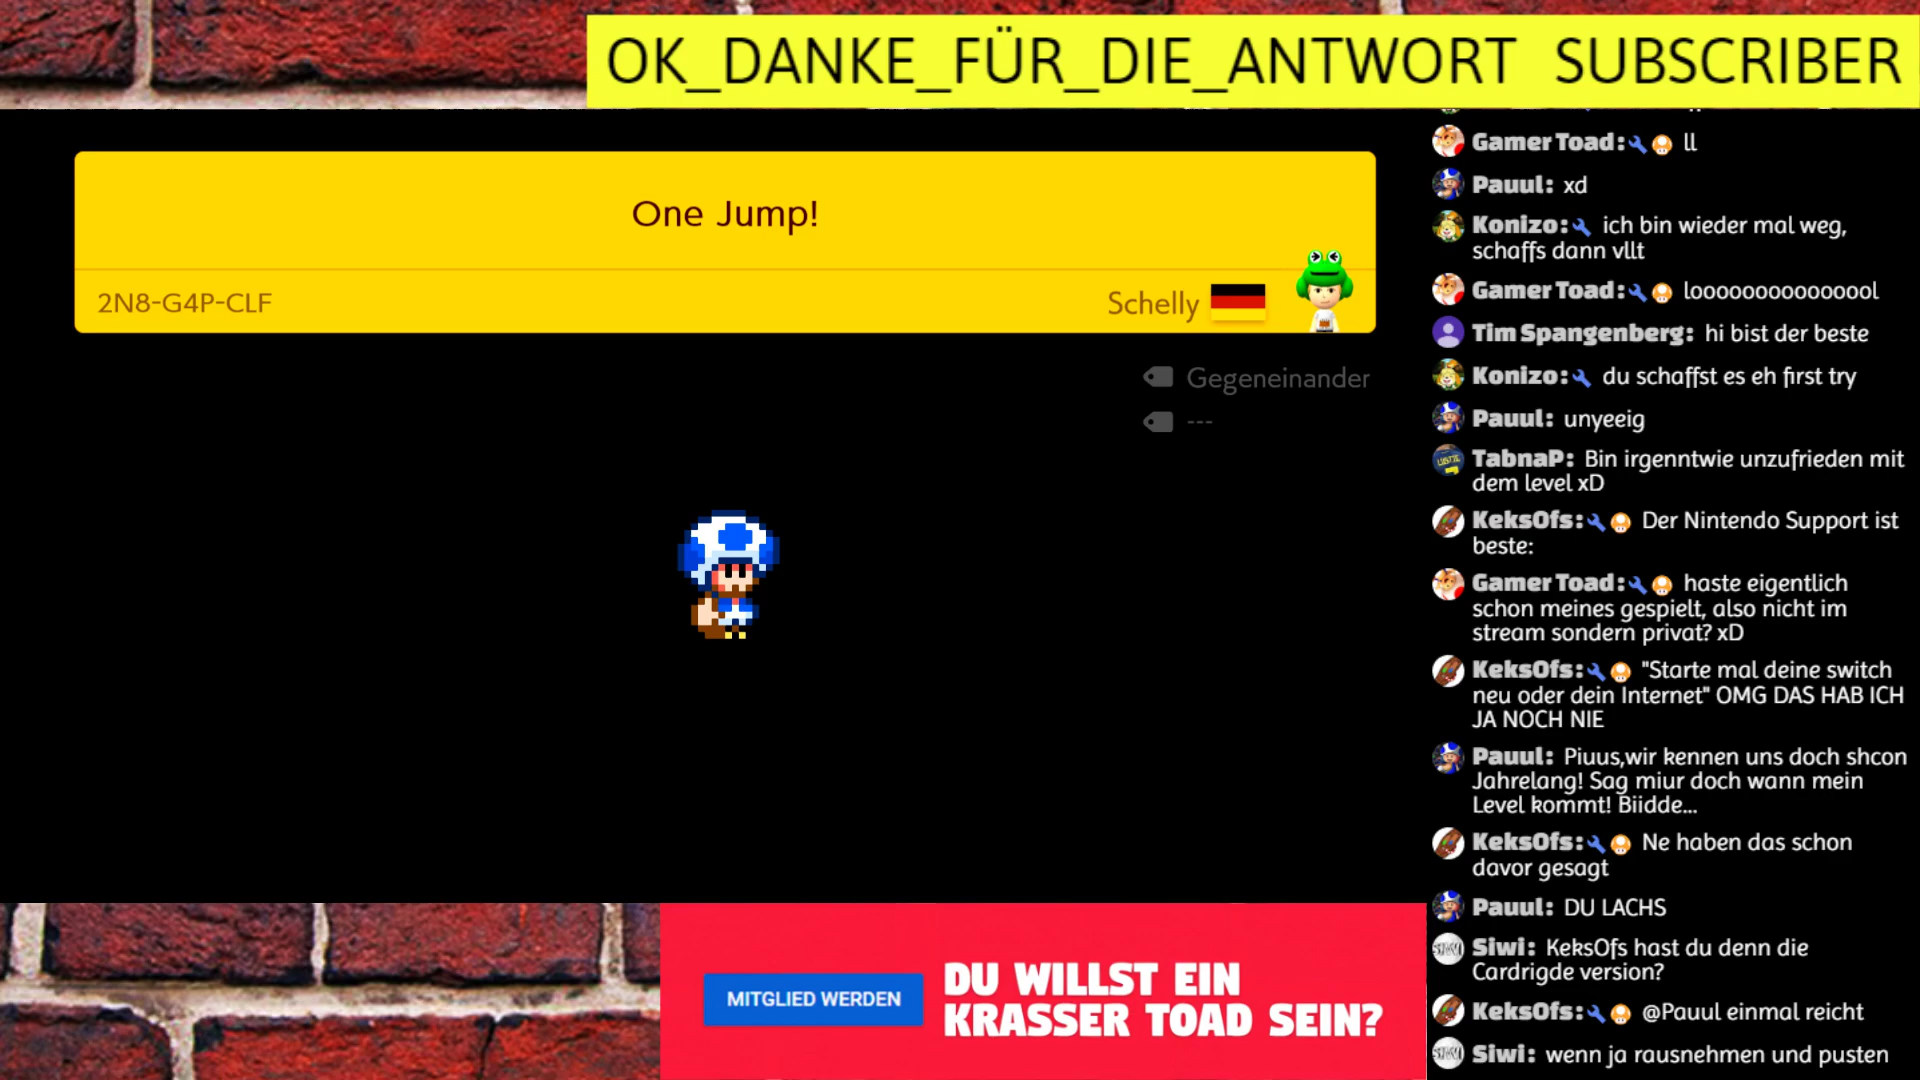 OK_DANKE_FÜR_DIE_ANTWORT SUBSCRIBER
One Jump!
2N8-G4P-CLF
Schelly
Gegeneinander
---
Gamer Toad: ll
Pauul: xd
Konizo: ich bin wieder mal weg,
schaffs dann vllt
Gamer Toad: looooooooooooool
Tim Spangenberg: hi bist der beste
Konizo: du schaffst es eh first try
Pauul: unyeeig
TabnaP: Bin irgenntwie unzufrieden mit
dem level xD
KeksOfs: Der Nintendo Support ist
beste:
Gamer Toad: haste eigentlich
schon meines gespielt, also nicht im
stream sondern privat? xD
KeksOfs: "Starte mal deine switch
neu oder dein Internet" OMG DAS HAB ICH
JA NOCH NIE
Pauul: Piuus,wir kennen uns doch shcon
Jahrelang! Sag miur doch wann mein
Level kommt! Biidde...
KeksOfs: Ne haben das schon
davor gesagt
Pauul: DU LACHS
Siwi: KeksOfs hast du denn die
Cardrigde version?
KeksOfs: @Pauul einmal reicht
Siwi: wenn ja rausnehmen und pusten
MITGLIED WERDEN
DU WILLST EIN
KRASSER TOAD SEIN?